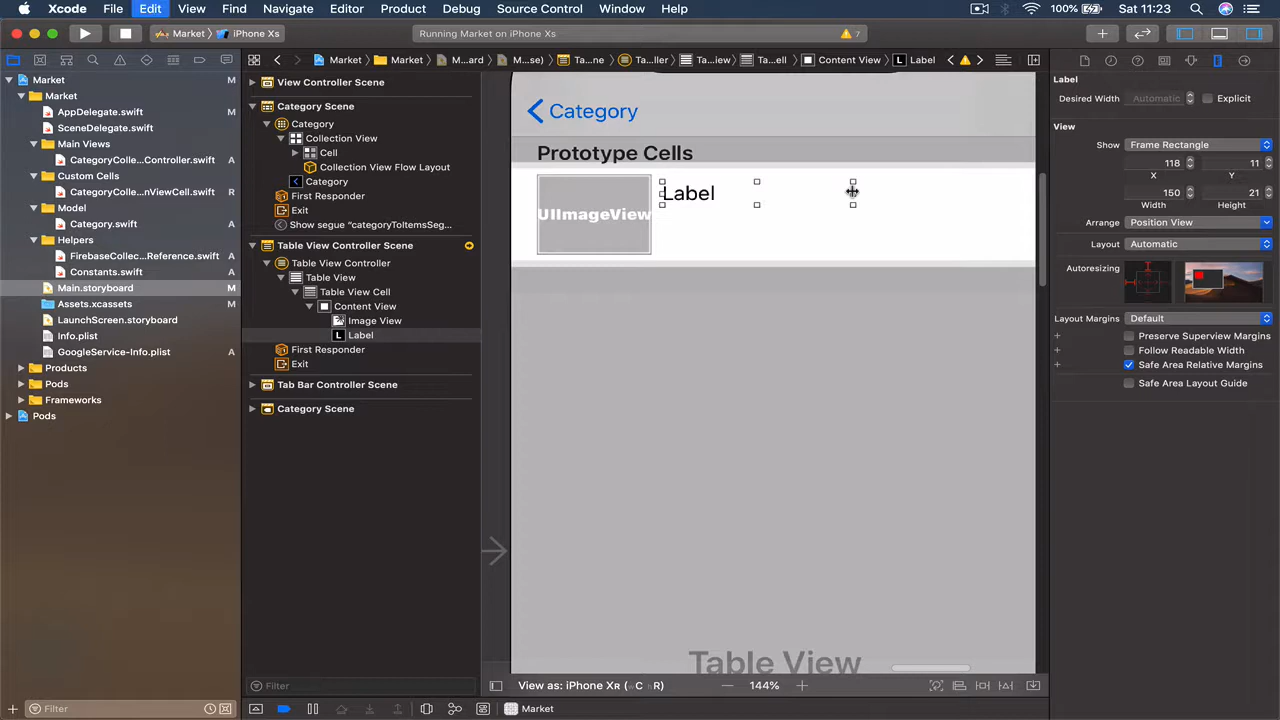 Xcode File Edit View Find Navigate Editor Product Debug Source Control Window Help 100% Sat 11:23
Market iPhone Xs Running Market on iPhone Xs 7
Market Market M...ard M...se) Ta...ne Ta...ller Ta...iew Ta...ell Content View L Label
Market M
Market
AppDelegate.swift M
SceneDelegate.swift
Main Views
CategoryColle...Controller.swift A
Custom Cells
CategoryColle...nViewCell.swift R
Model
Category.swift A
Helpers
FirebaseCollec...Reference.swift A
Constants.swift A
Main.storyboard M
Assets.xcassets M
LaunchScreen.storyboard
Info.plist
GoogleService-Info.plist A
Products
Pods
Frameworks
Pods
Filter
View Controller Scene
Category Scene
Category
Collection View
Cell
Collection View Flow Layout
Category
First Responder
Exit
Show segue "categoryToItemsSeg...
Table View Controller Scene
Table View Controller
Table View
Table View Cell
Content View
Image View
L Label
First Responder
Exit
Tab Bar Controller Scene
Category Scene
Filter
Category
Prototype Cells
UIImageView
Label
Table View
View as: iPhone XR (wC hR) 144%
Market
Label
Desired Width Automatic Explicit
View
Show Frame Rectangle
118 11
X Y
150 21
Width Height
Arrange Position View
Layout Automatic
Autoresizing
Layout Margins Default
Preserve Superview Margins
Follow Readable Width
Safe Area Relative Margins
Safe Area Layout Guide